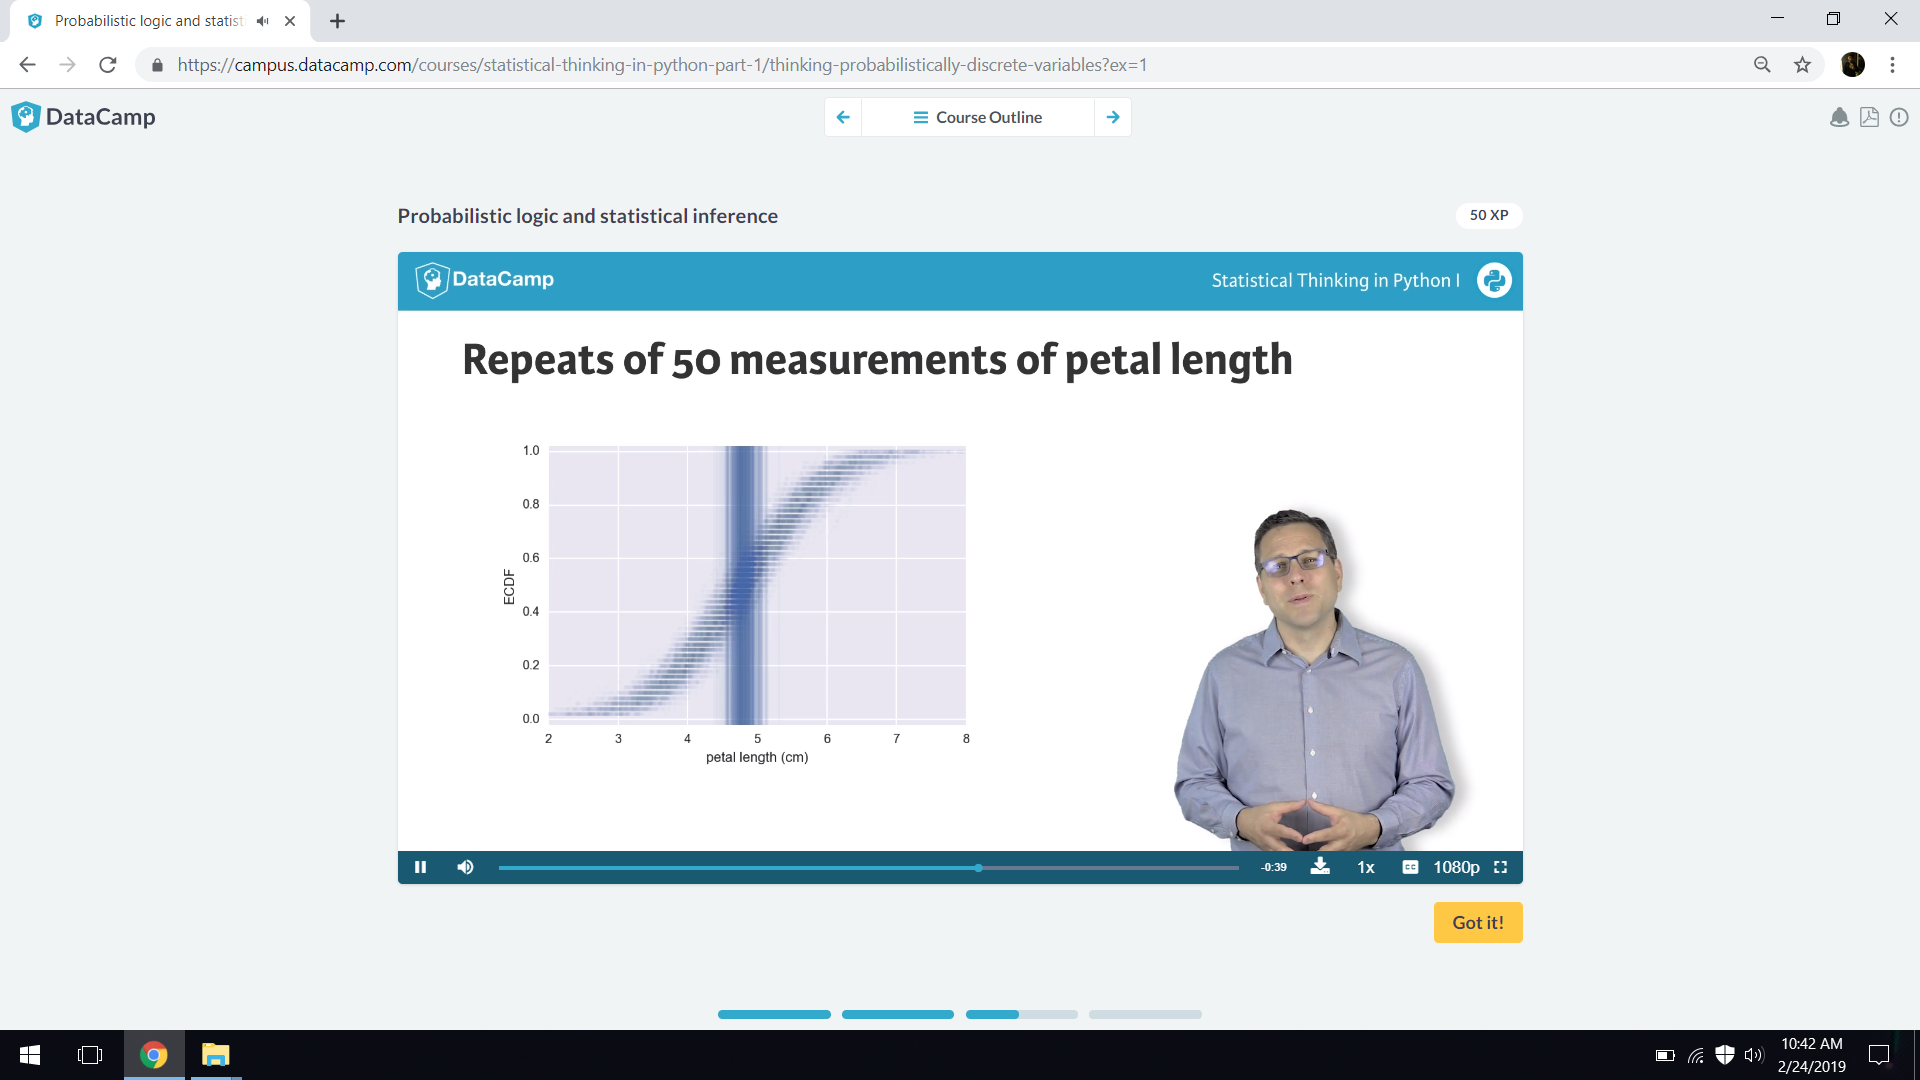 Probabilistic logic and statist
https://campus.datacamp.com/courses/statistical-thinking-in-python-part-1/thinking-probabilistically-discrete-variables?ex=1
DataCamp
Course Outline
Probabilistic logic and statistical inference
50 XP
DataCamp
Statistical Thinking in Python I
Repeats of 50 measurements of petal length
1.0
0.8
0.6
0.4
0.2
0.0
ECDF
2 3 4 5 6 7 8
petal length (cm)
-0:39
1x
CC
1080p
Got it!
10:42 AM
2/24/2019